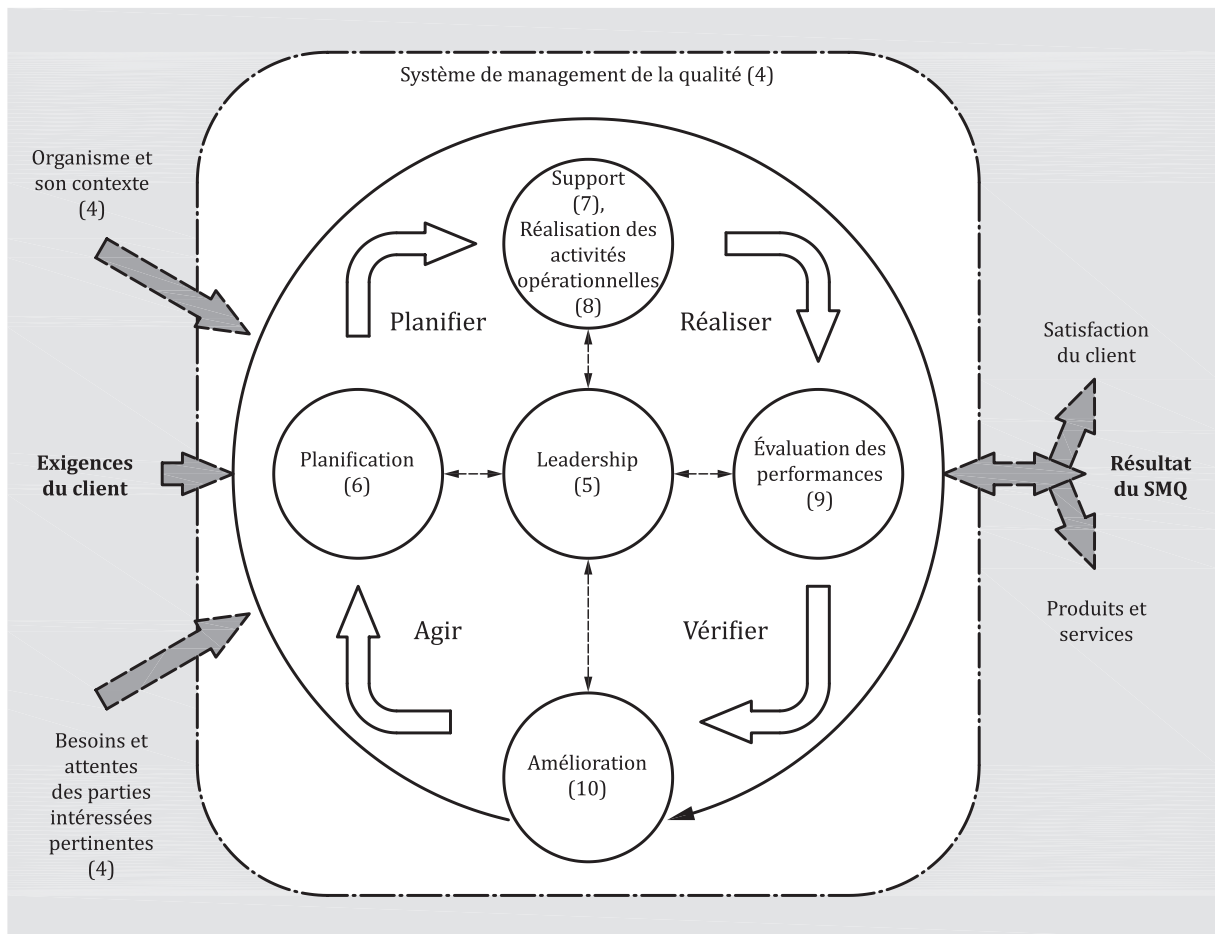 Système de management de la qualité (4)
Organisme et
son contexte
(4)
Support
(7),
Réalisation des
activités
opérationnelles
(8)
Planifier
Réaliser
Satisfaction
du client
Exigences
du client
Planification
(6)
Leadership
(5)
Évaluation des
performances
(9)
Résultat
du SMQ
Agir
Vérifier
Produits et
services
Besoins et
attentes
des parties
intéressées
pertinentes
(4)
Amélioration
(10)